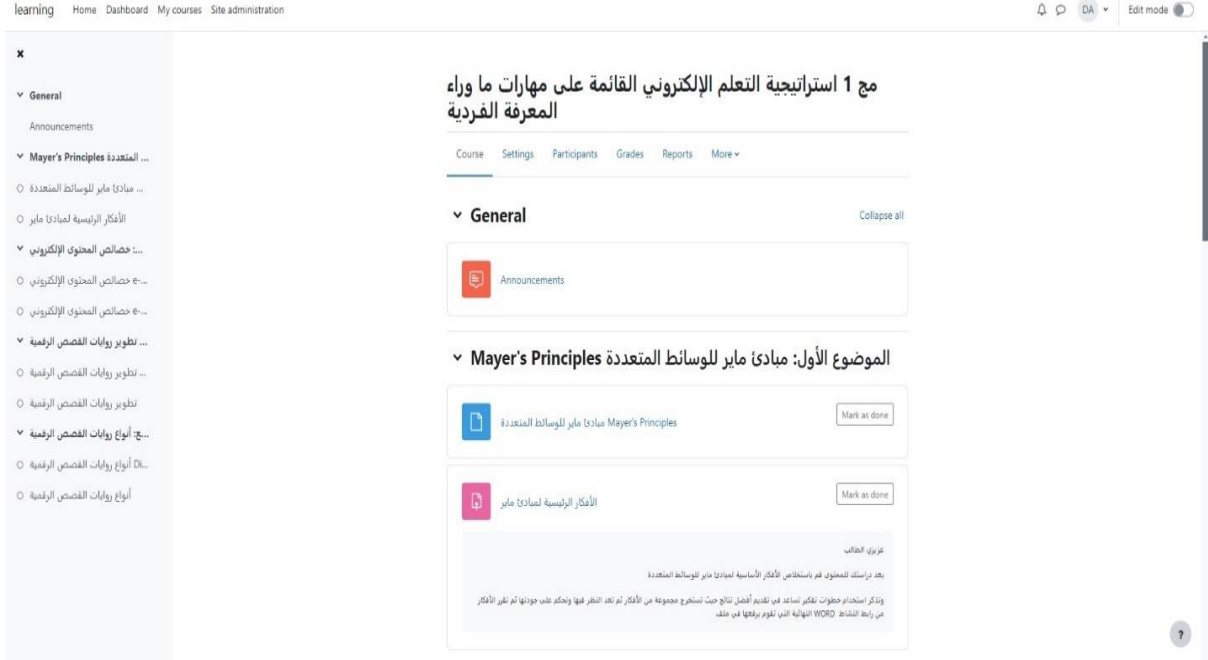 learning Home Dashboard My courses Site administration DA Edit mode
General
Announcements
Mayer's Principles المتعددة ...
... مبادئ ماير للوسائط المتعددة
الأفكار الرئيسية لمبادئ ماير
...: خصائص المحتوى الإلكتروني
e-... خصائص المحتوى الإلكتروني
e-... خصائص المحتوى الإلكتروني
... تطوير روايات القصص الرقمية
... تطوير روايات القصص الرقمية
تطوير روايات القصص الرقمية
...ع: أنواع روايات القصص الرقمية
Di... أنواع روايات القصص الرقمية
أنواع روايات القصص الرقمية
مج 1 استراتيجية التعلم الإلكتروني القائمة على مهارات ما وراء
المعرفة الفردية
Course Settings Participants Grades Reports More
General
Collapse all
Announcements
الموضوع الأول: مبادئ ماير للوسائط المتعددة Mayer's Principles
مبادئ ماير للوسائط المتعددة Mayer's Principles
Mark as done
الأفكار الرئيسية لمبادئ ماير
Mark as done
عزيزي الطالب
بعد دراستك للمحتوى قم باستخلاص الأفكار الأساسية لمبادئ ماير للوسائط المتعددة
وتذكر استخدام خطوات تفكير تساعد في تقديم أفضل نتائج حيث تستخرج مجموعة من الأفكار ثم تعد النظر فيها وتحكم على جودتها ثم تقرر الأفكار
من رابط النشاط WORD النهائية التي تقوم برفعها في ملف
?